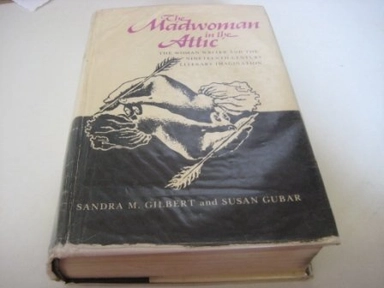 The
Madwoman
in the
Attic
THE WOMAN WRITER AND THE
NINETEENTH-CENTURY
LITERARY IMAGINATION
SANDRA M. GILBERT and SUSAN GUBAR